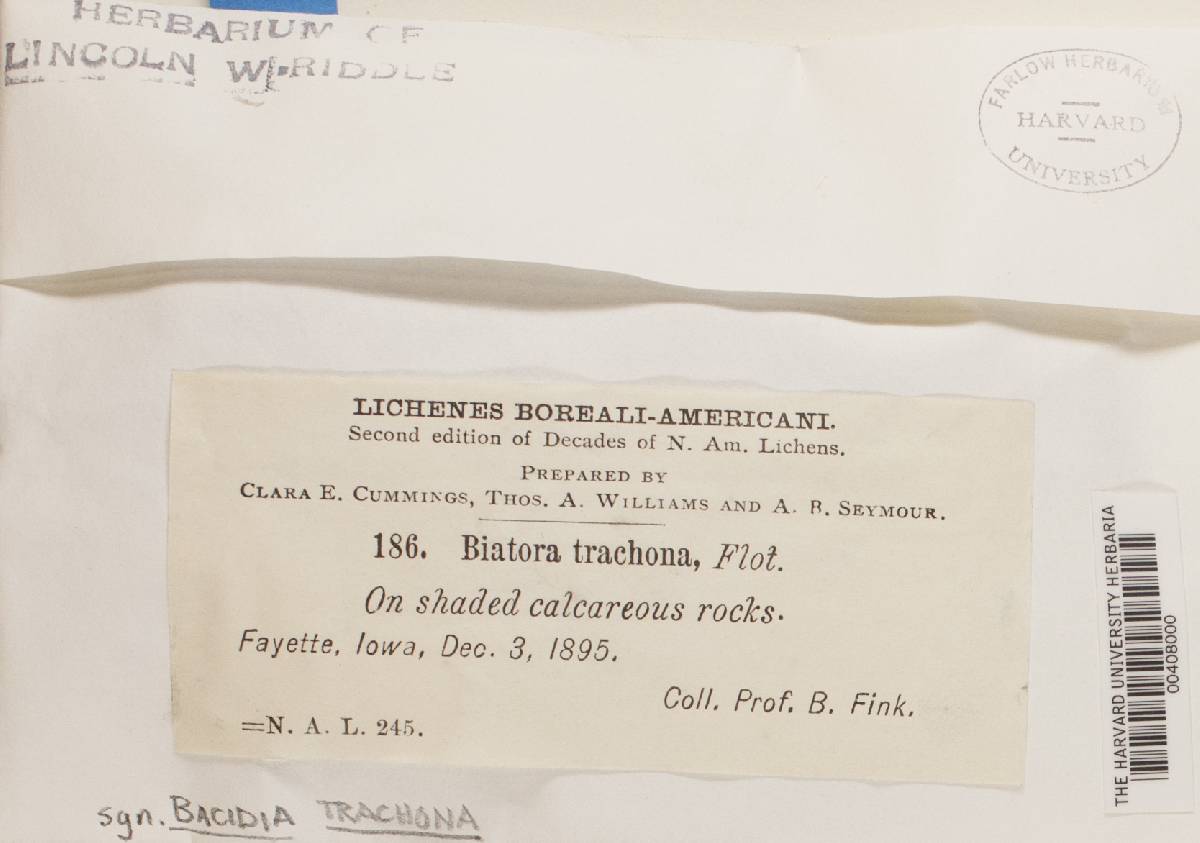 HERBARIUM OF
LINCOLN W. RIDDLE
FARLOW HERBARIUM
HARVARD
UNIVERSITY
LICHENES BOREALI-AMERICANI.
Second edition of Decades of N. Am. Lichens.
PREPARED BY
CLARA E. CUMMINGS, THOS. A. WILLIAMS AND A. B. SEYMOUR.
186. Biatora trachona, Flot.
On shaded calcareous rocks.
Fayette, Iowa, Dec. 3, 1895.
Coll. Prof. B. Fink.
=N. A. L. 245.
sgn. BACIDIA TRACHONA
THE HARVARD UNIVERSITY HERBARIA
00408000